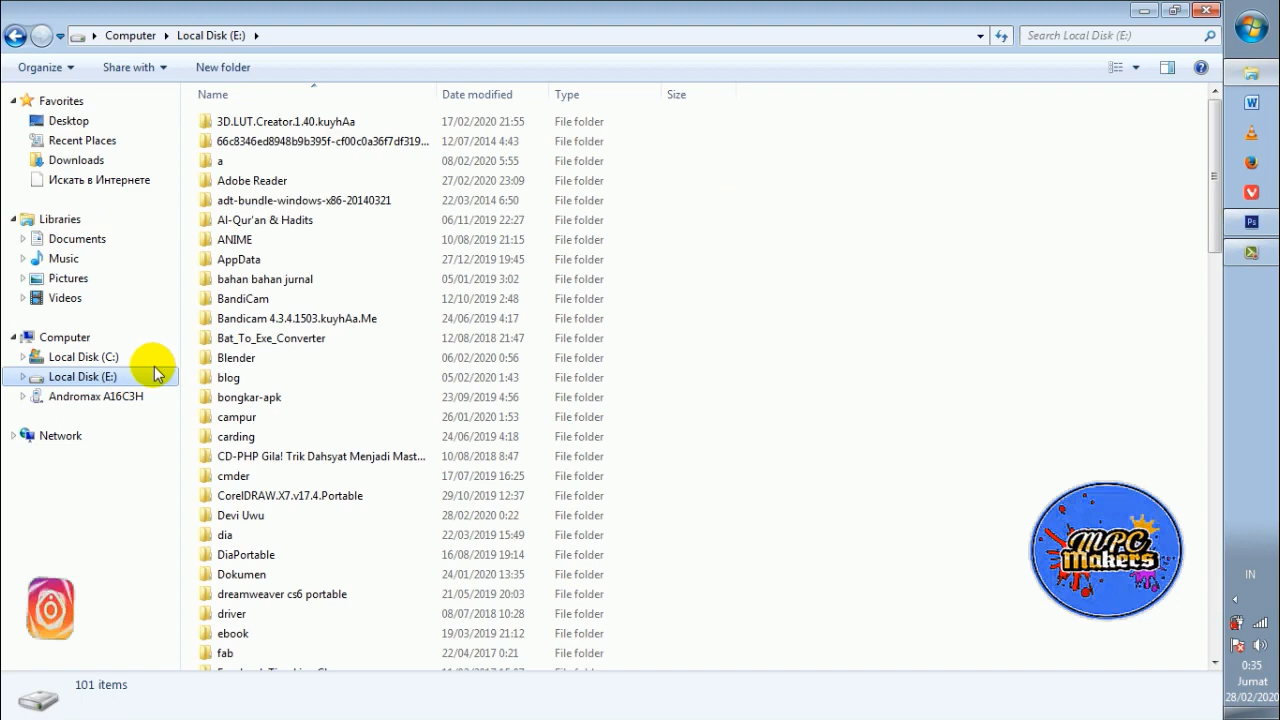 Computer Local Disk (E:) Search Local Disk (E:)
Organize Share with New folder
Name Date modified Type Size
Favorites
Desktop
Recent Places
Downloads
Искать в Интернете
Libraries
Documents
Music
Pictures
Videos
Computer
Local Disk (C:)
Local Disk (E:)
Andromax A16C3H
Network
3D.LUT.Creator.1.40.kuyhAa 17/02/2020 21:55 File folder
66c8346ed8948b9b395f-cf00c0a36f7df319... 12/07/2014 4:43 File folder
a 08/02/2020 5:55 File folder
Adobe Reader 27/02/2020 23:09 File folder
adt-bundle-windows-x86-20140321 22/03/2014 6:50 File folder
Al-Qur'an & Hadits 06/11/2019 22:27 File folder
ANIME 10/08/2019 21:15 File folder
AppData 27/12/2019 19:45 File folder
bahan bahan jurnal 05/01/2019 3:02 File folder
BandiCam 12/10/2019 2:48 File folder
Bandicam 4.3.4.1503.kuyhAa.Me 24/06/2019 4:17 File folder
Bat_To_Exe_Converter 12/08/2018 21:47 File folder
Blender 06/02/2020 0:56 File folder
blog 05/02/2020 1:43 File folder
bongkar-apk 23/09/2019 4:56 File folder
campur 26/01/2020 1:53 File folder
carding 24/06/2019 4:18 File folder
CD-PHP Gila! Trik Dahsyat Menjadi Mast... 10/08/2018 8:47 File folder
cmder 17/07/2019 16:25 File folder
CorelDRAW.X7.v17.4.Portable 29/10/2019 12:37 File folder
Devi Uwu 28/02/2020 0:22 File folder
dia 22/03/2019 15:49 File folder
DiaPortable 16/08/2019 19:14 File folder
Dokumen 24/01/2020 13:35 File folder
dreamweaver cs6 portable 21/05/2019 20:03 File folder
driver 08/07/2018 10:28 File folder
ebook 19/03/2019 21:12 File folder
fab 22/04/2017 0:21 File folder
101 items
MPC
Makers
W
Ps
IN
0:35
Jumat
28/02/2020